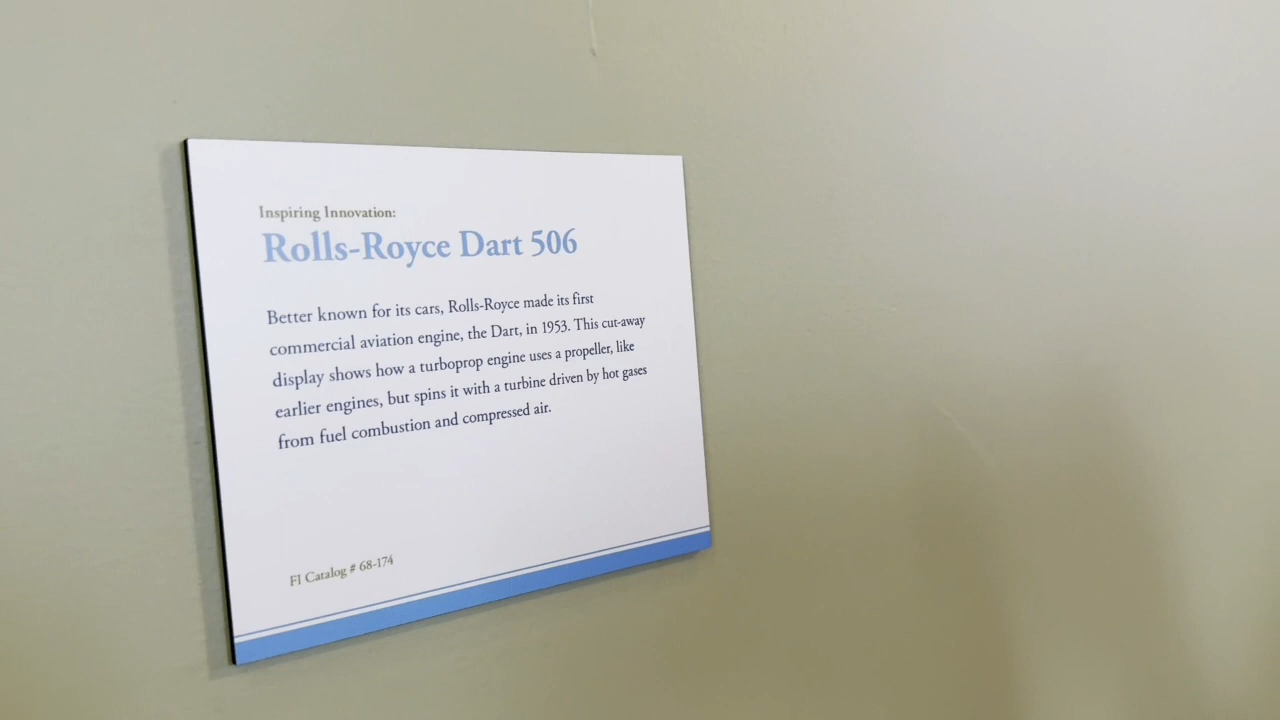 Inspiring Innovation:
Rolls-Royce Dart 506
Better known for its cars, Rolls-Royce made its first
commercial aviation engine, the Dart, in 1953. This cut-away
display shows how a turboprop engine uses a propeller, like
earlier engines, but spins it with a turbine driven by hot gases
from fuel combustion and compressed air.
FI Catalog # 68-174